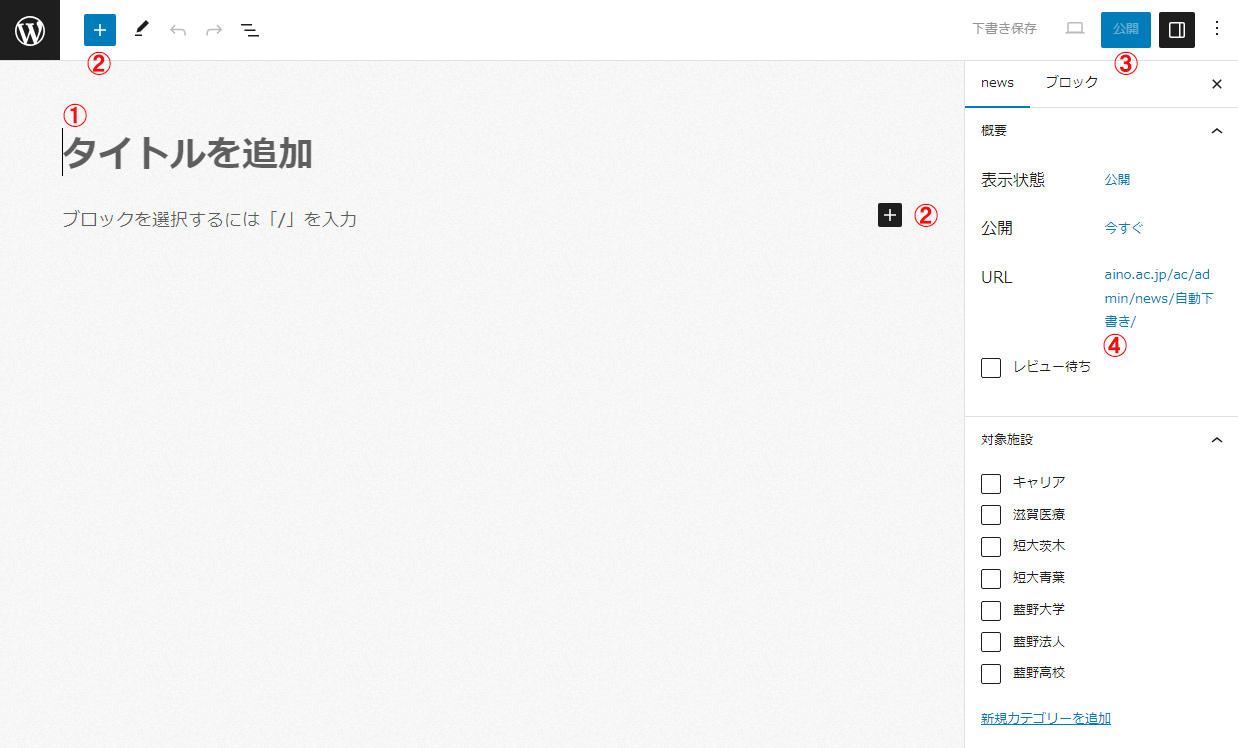 下書き保存
公開
②
③
news ブロック
①
タイトルを追加
ブロックを選択するには「/」を入力
②
概要
表示状態 公開
公開 今すぐ
URL aino.ac.jp/ac/ad
min/news/自動下
書き/
④
レビュー待ち
対象施設
キャリア
滋賀医療
短大茨木
短大青葉
藍野大学
藍野法人
藍野高校
新規カテゴリーを追加